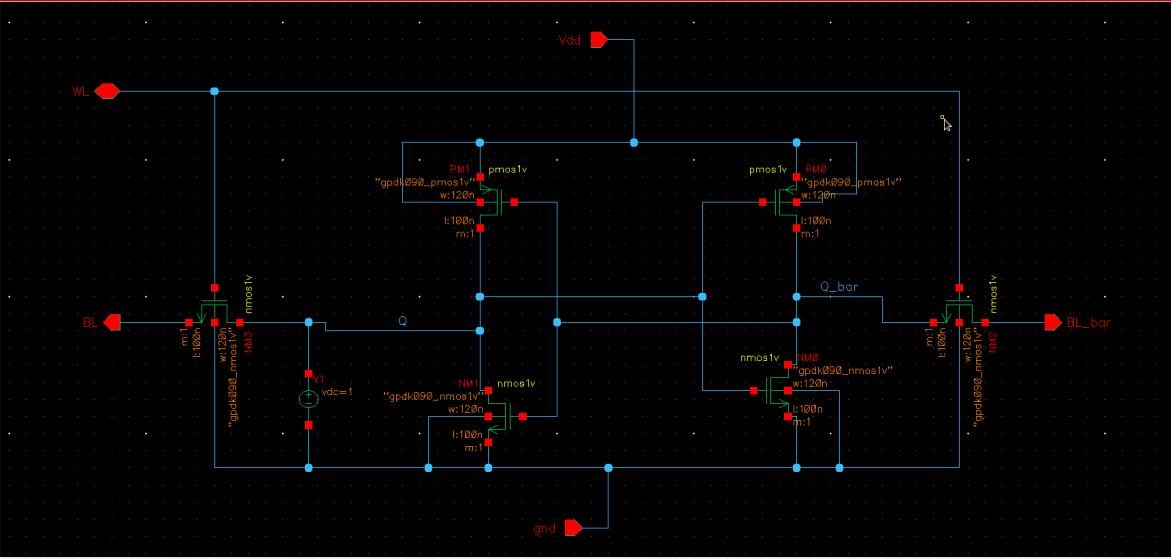 Vdd
WL
PM1
pmos1v
"gpdk090_pmos1v"
w:120n
l:100n
m:1
pmos1v
PM0
"gpdk090_pmos1v"
w:120n
l:100n
m:1
nmos1v
BL
m:1
l:100n
w:120n
"gpdk090_nmos1v"
NM3
Q
V1
vdc=1
NM1
nmos1v
"gpdk090_nmos1v"
w:120n
l:100n
m:1
Q_bar
nmos1v
NM0
"gpdk090_nmos1v"
w:120n
l:100n
m:1
nmos1v
m:1
l:100n
w:120n
"gpdk090_nmos1v"
NM2
BL_bar
gnd